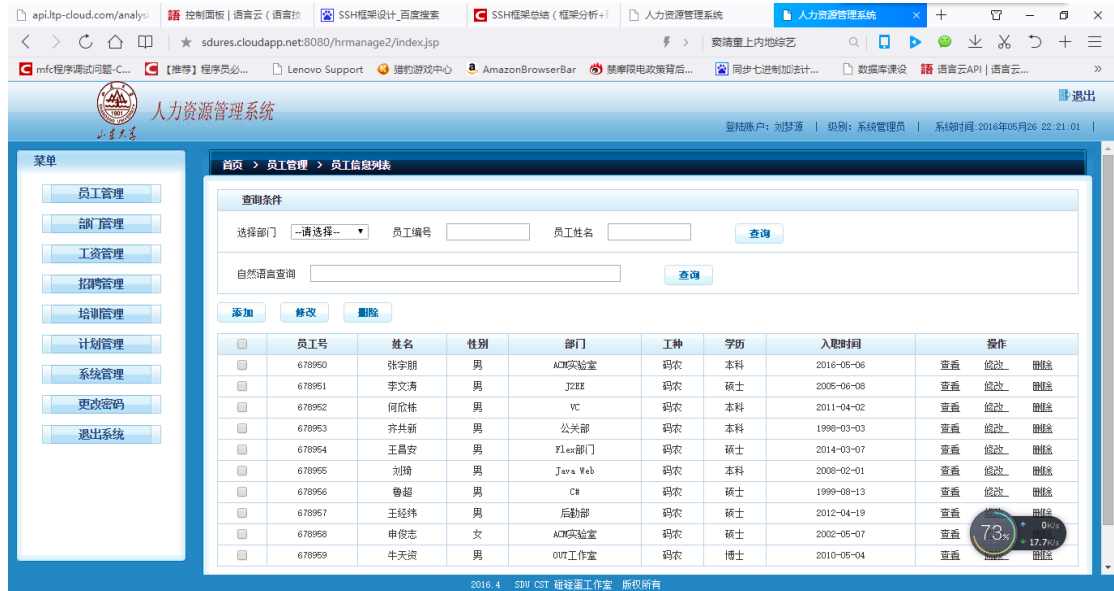 api.ltp-cloud.com/analysi 控制面板 | 语言云 ( 语言技 SSH框架设计_百度搜索 SSH框架总结 ( 框架分析+ 人力资源管理系统 人力资源管理系统
sdures.cloudapp.net:8080/hrmanage2/index.jsp 窦靖童上内地综艺
mfc程序调试问题-C... 【推荐】程序员必... Lenovo Support 猎豹游戏中心 AmazonBrowserBar 禁摩限电政策背后... 同步七进制加法计... 数据库课设 語言云API | 语言云...
人力资源管理系统
退出
登陆账户: 刘梦源 | 级别: 系统管理员 | 系统时间:2016年05月26 22:21:01 |
菜单
员工管理
部门管理
工资管理
招聘管理
培训管理
计划管理
系统管理
更改密码
退出系统
首页 > 员工管理 > 员工信息列表
查询条件
选择部门 --请选择-- 员工编号 员工姓名 查询
自然语言查询 查询
添加 修改 删除
员工号 姓名 性别 部门 工种 学历 入职时间 操作
678950 张宇朋 男 ACM实验室 码农 本科 2016-05-06 查看 修改 删除
678951 李文涛 男 J2EE 码农 硕士 2005-06-08 查看 修改 删除
678952 何欣栋 男 VC 码农 本科 2011-04-02 查看 修改 删除
678953 亓共新 男 公关部 码农 本科 1998-03-03 查看 修改 删除
678954 王昌安 男 Flex部门 码农 硕士 2014-03-07 查看 修改 删除
678955 刘琦 男 Java Web 码农 本科 2008-02-01 查看 修改 删除
678956 鲁超 男 C# 码农 硕士 1999-08-13 查看 修改 删除
678957 王经纬 男 后勤部 码农 硕士 2012-04-19 查看 修改 删除
678958 申俊志 女 ACM实验室 码农 硕士 2002-05-07 查看 删除
678959 牛天资 男 OUT工作室 码农 博士 2010-05-04 查看 删除
73% 0K/s
17.7K/s
2016.4 SDU CST 碰碰蛋工作室 版权所有